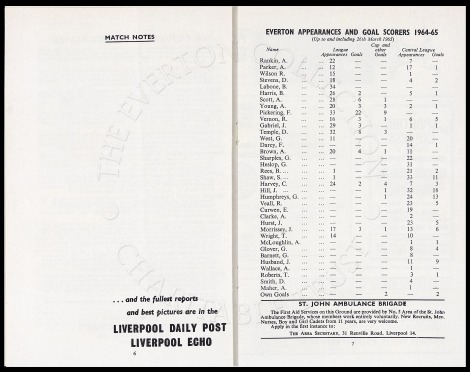 MATCH NOTES
. . . and the fullest reports
and best pictures are in the
LIVERPOOL DAILY POST
LIVERPOOL ECHO
6
EVERTON APPEARANCES AND GOAL SCORERS 1964-65
(Up to and including 26th March 1965)
Cup and
League other Central League
Name Appearances Goals Goals Appearances Goals
Rankin, A. ... ... 22 — — 7 —
Parker, A. ... ... 12 — — 17 1
Wilson R. ... ... 15 — — 1 —
Stevens, D. ... ... 18 — — 4 2
Labone, B. ... ... 34 — — — —
Harris, B. ... ... 26 2 — 5 1
Scott, A. ... ... 28 6 1 — —
Young, A. ... ... 20 3 3 2 1
Pickering, F. ... ... 33 22 9 — —
Vernon, R. ... ... 16 3 1 6 5
Gabriel, J. ... ... 29 3 — 1 1
Temple, D. ... ... 32 8 3 — —
West, G. ... ... 11 — — 20 —
Darcy, F. ... ... — — — 14 1
Brown, A. ... ... 20 4 1 11 —
Sharples, G. ... ... — — — 22 —
Heslop, G. ... ... — — — 31 —
Rees, B. ... ... 1 — — 21 2
Shaw, S. ... ... 1 — — 33 11
Harvey, C. ... ... 24 2 4 7 3
Hill, J. ... ... — — 1 32 16
Humphreys, G. ... ... — — 1 24 13
Veall, R. ... ... — — — 23 5
Curwen, E. ... ... — — — 19 —
Clarke, A. ... ... — — — 2 —
Hurst, J. ... ... — — — 23 5
Morrissey, J. ... ... 17 3 1 13 6
Wright, T. ... ... 14 — — 10 —
McLoughlin, A. ... ... — — — 1 1
Glover, G. ... ... — — — 8 4
Barnett, G. ... ... — — — 8 —
Husband, J. ... ... — — — 11 9
Wallace, A. ... ... — — — 1 —
Roberts, T. ... ... — — — 3 1
Smith, D. ... ... — — — 4 —
Maher, A. ... ... — — — 1 —
Own Goals ... ... — — — — 2
ST. JOHN AMBULANCE BRIGADE
The First Aid Services on this Ground are provided by No. 5 Area of the St. John
Ambulance Brigade, whose members work entirely voluntarily. New Recruits, Men,
Nurses, Boy and Girl Cadets from 11 years, are very welcome.
Apply in the first instance to:
THE AREA SECRETARY, 31 Renville Road, Liverpool 14.
7